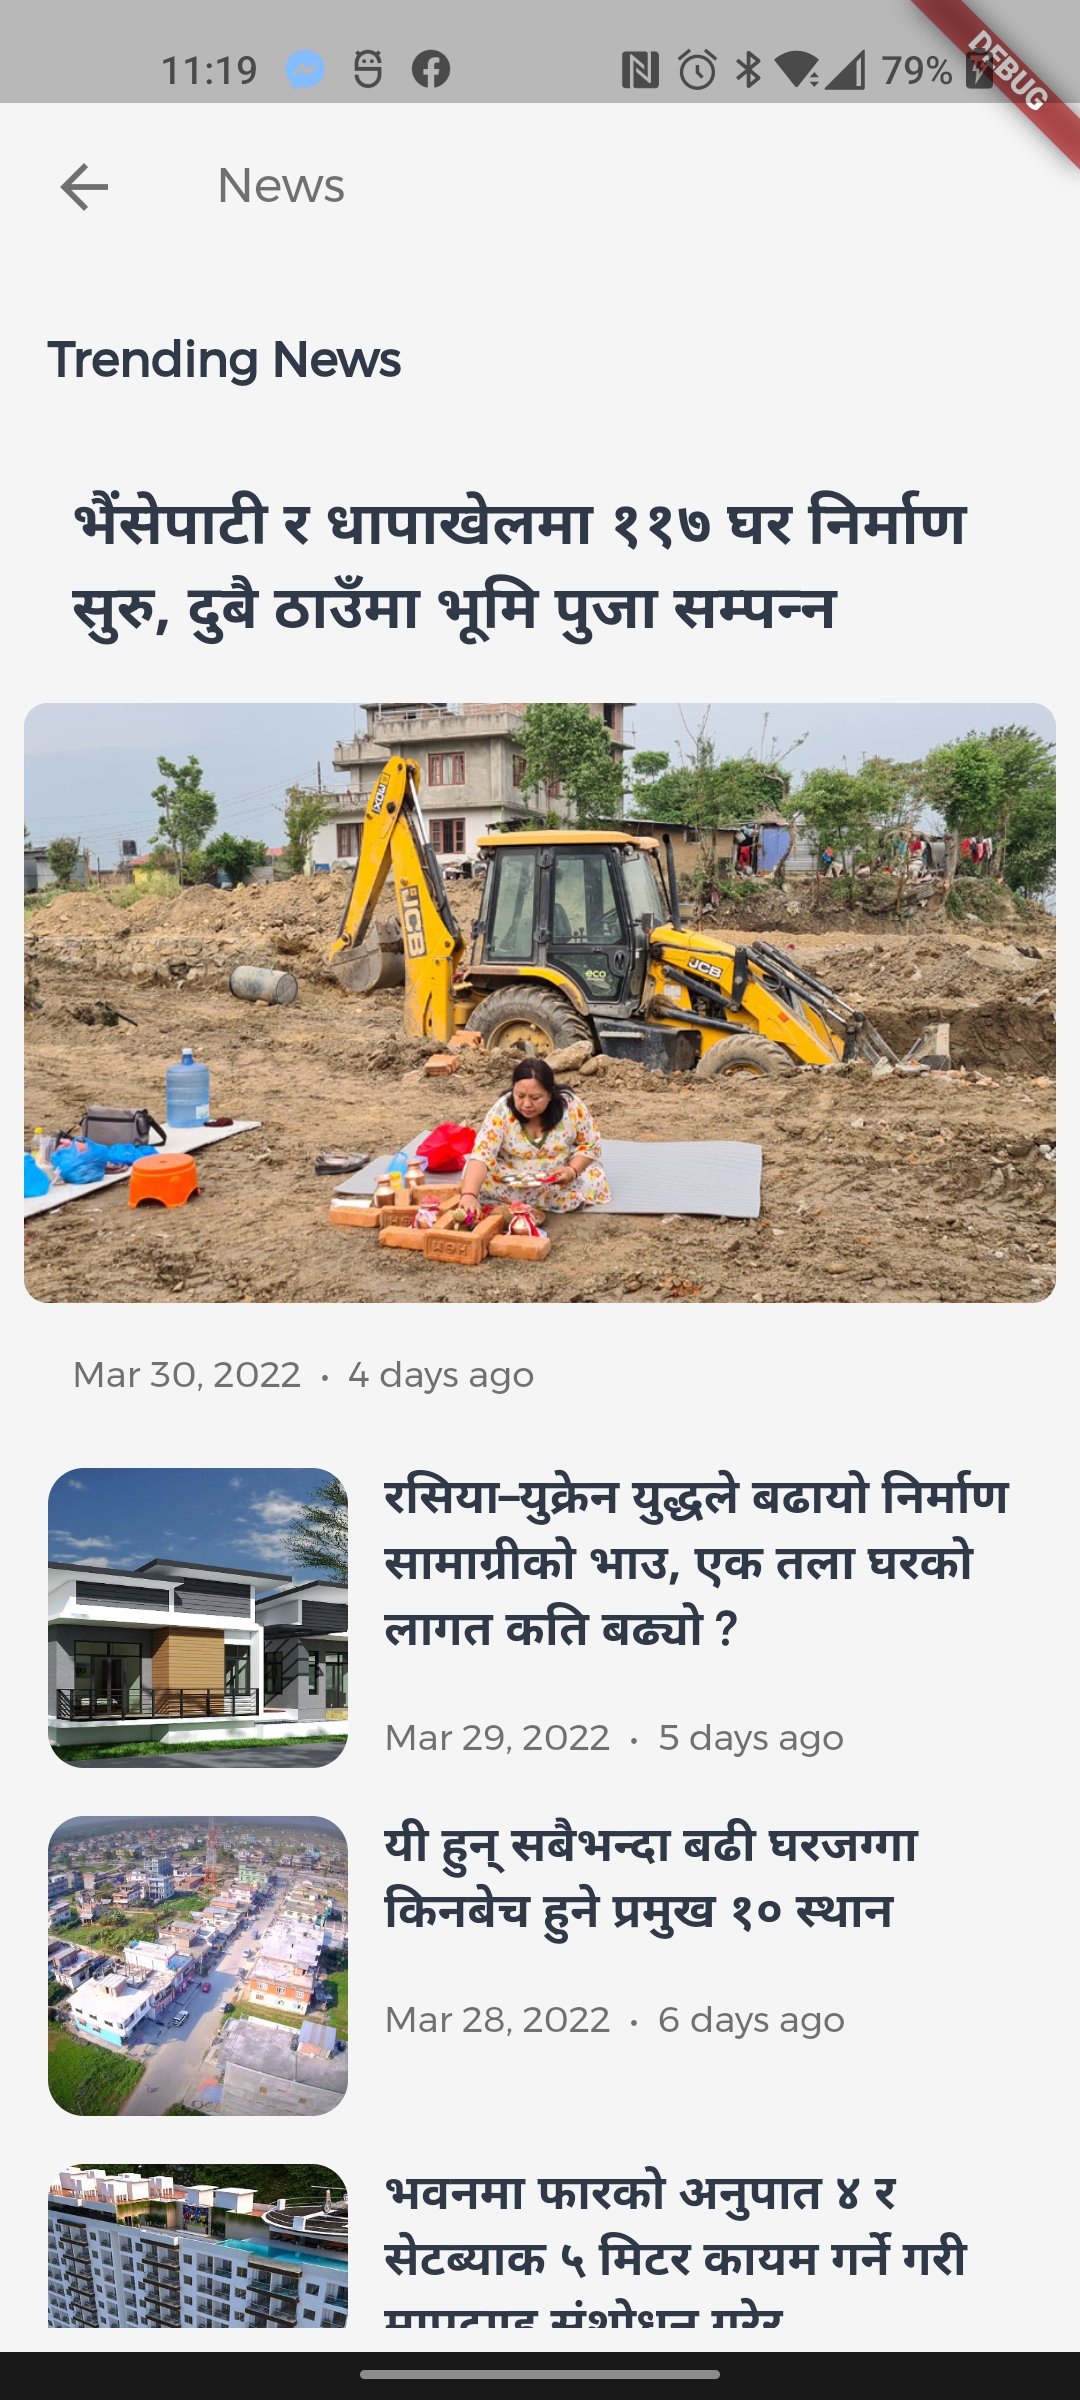 11:19
79%
DEBUG
News
Trending News
भैंसेपाटी र धापाखेलमा ११७ घर निर्माण
सुरु, दुबै ठाउँमा भूमि पुजा सम्पन्न
JCB
JCB
eco
Mar 30, 2022 • 4 days ago
रसिया–युक्रेन युद्धले बढायो निर्माण
सामाग्रीको भाउ, एक तला घरको
लागत कति बढ्यो ?
Mar 29, 2022 • 5 days ago
यी हुन् सबैभन्दा बढी घरजग्गा
किनबेच हुने प्रमुख १० स्थान
Mar 28, 2022 • 6 days ago
भवनमा फारको अनुपात ४ र
सेटब्याक ५ मिटर कायम गर्ने गरी